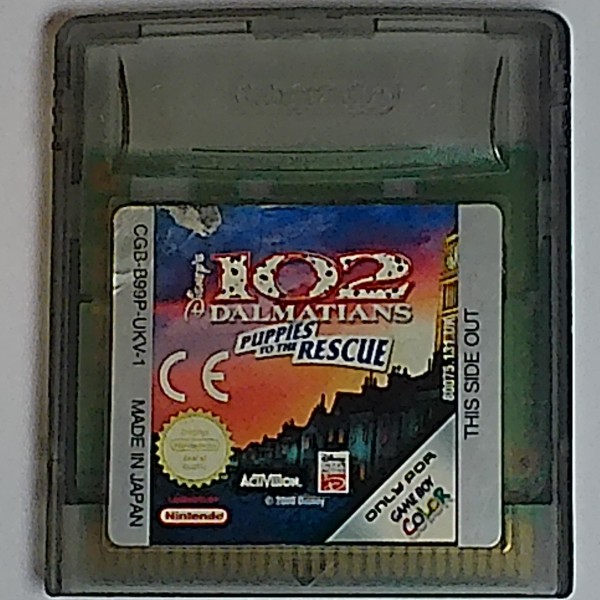 Disney's
102
DALMATIANS
PUPPIES
TO THE
RESCUE
CE
CGB-B99P-UKV-1
MADE IN JAPAN
THIS SIDE OUT
ACTIVISION
© 2000 Disney
Nintendo
ONLY FOR
GAME BOY
COLOR